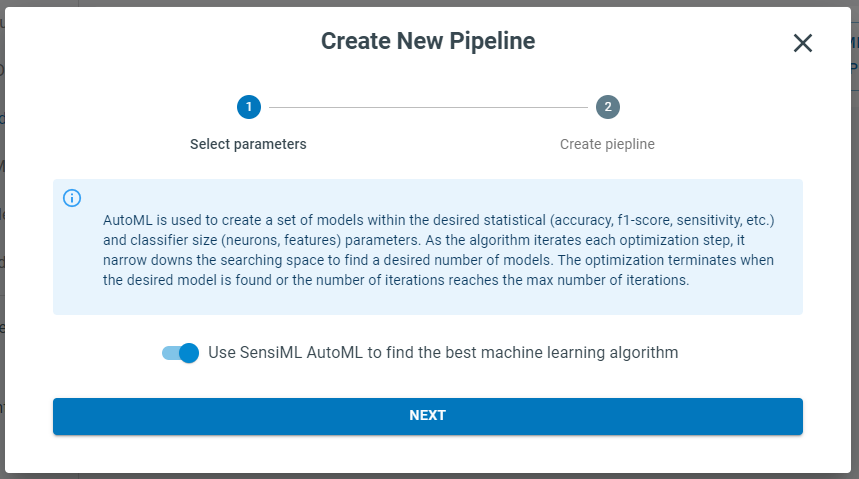 Create New Pipeline
1
2
Select parameters
Create piepline
AutoML is used to create a set of models within the desired statistical (accuracy, f1-score, sensitivity, etc.)
and classifier size (neurons, features) parameters. As the algorithm iterates each optimization step, it
narrow downs the searching space to find a desired number of models. The optimization terminates when
the desired model is found or the number of iterations reaches the max number of iterations.
Use SensiML AutoML to find the best machine learning algorithm
NEXT